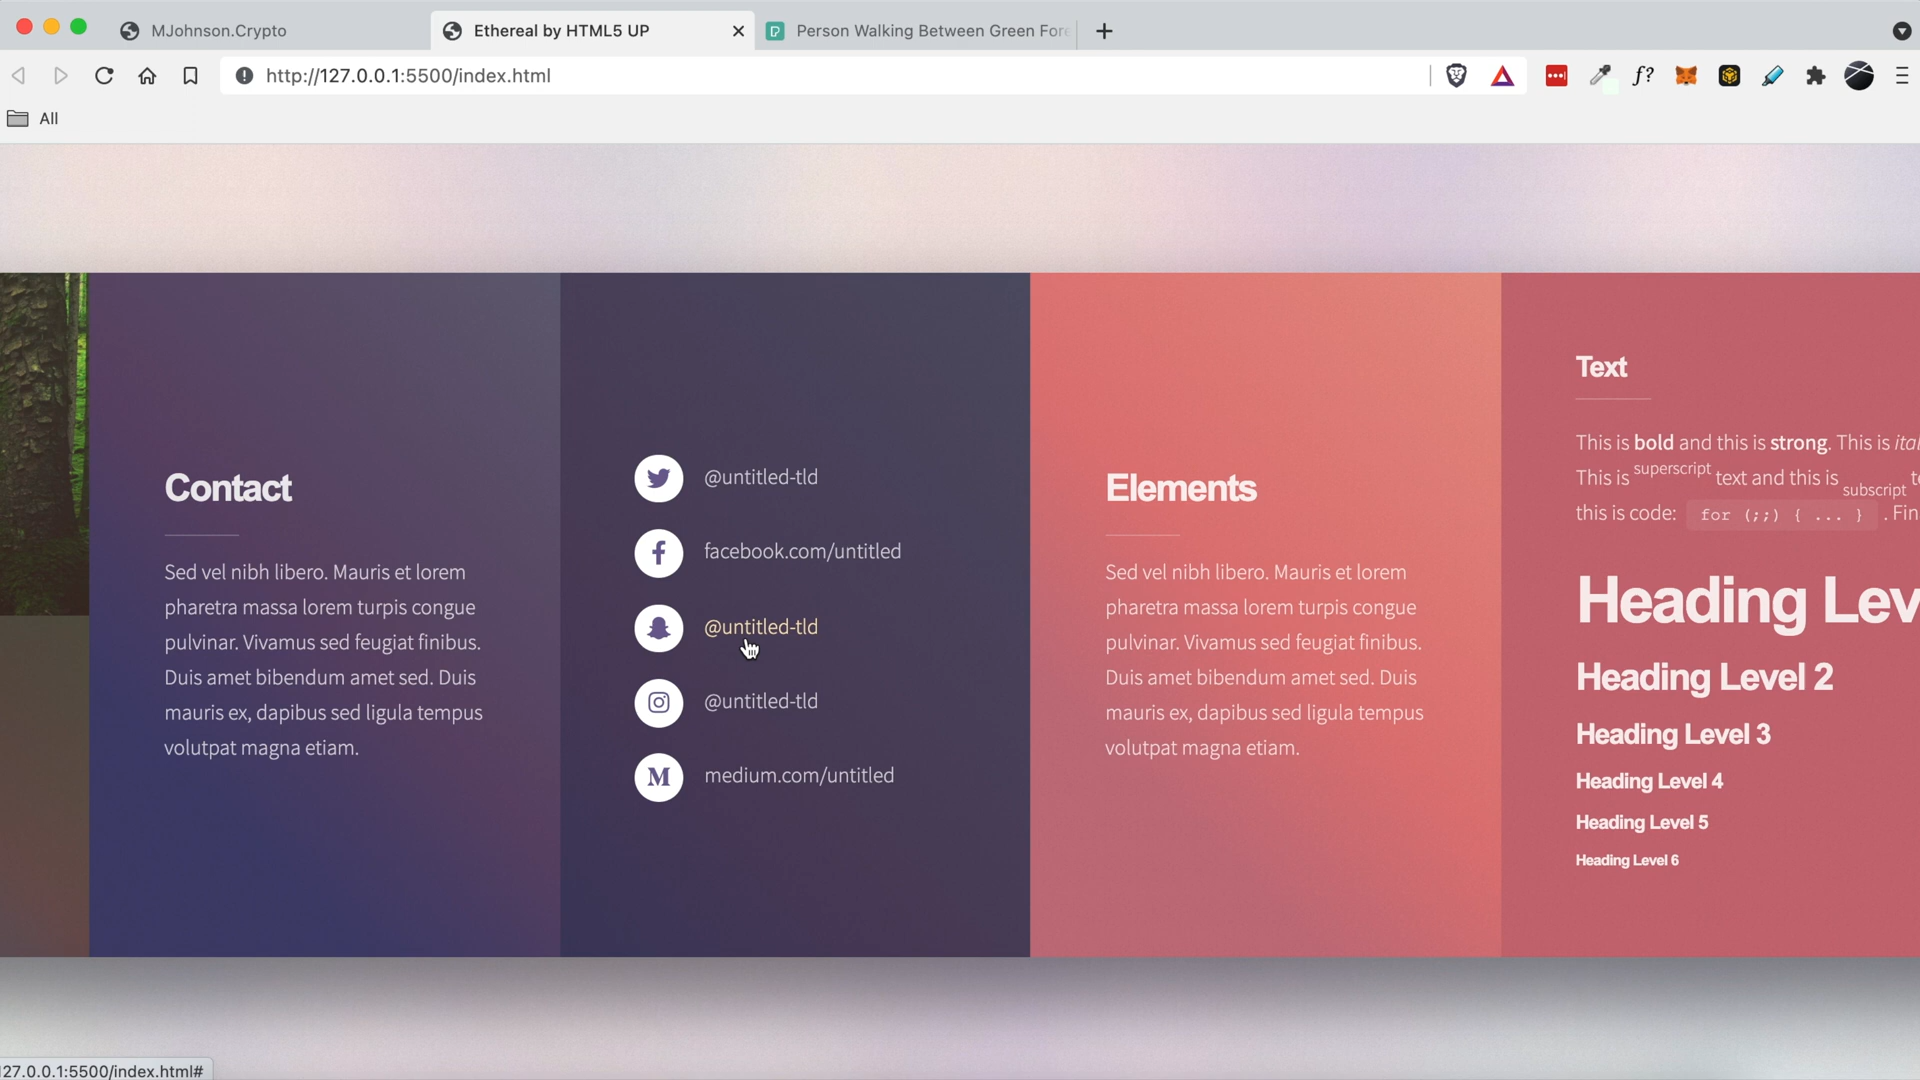 MJohnson.Crypto
Ethereal by HTML5 UP
Person Walking Between Green Fore
http://127.0.0.1:5500/index.html
f?
All
Contact
Sed vel nibh libero. Mauris et lorem
pharetra massa lorem turpis congue
pulvinar. Vivamus sed feugiat finibus.
Duis amet bibendum amet sed. Duis
mauris ex, dapibus sed ligula tempus
volutpat magna etiam.
@untitled-tld
facebook.com/untitled
@untitled-tld
@untitled-tld
M medium.com/untitled
Elements
Sed vel nibh libero. Mauris et lorem
pharetra massa lorem turpis congue
pulvinar. Vivamus sed feugiat finibus.
Duis amet bibendum amet sed. Duis
mauris ex, dapibus sed ligula tempus
volutpat magna etiam.
Text
This is bold and this is strong. This is ital
This is superscript text and this is subscript te
this is code: for (;;) { ... } . Fin
Heading Lev
Heading Level 2
Heading Level 3
Heading Level 4
Heading Level 5
Heading Level 6
127.0.0.1:5500/index.html#